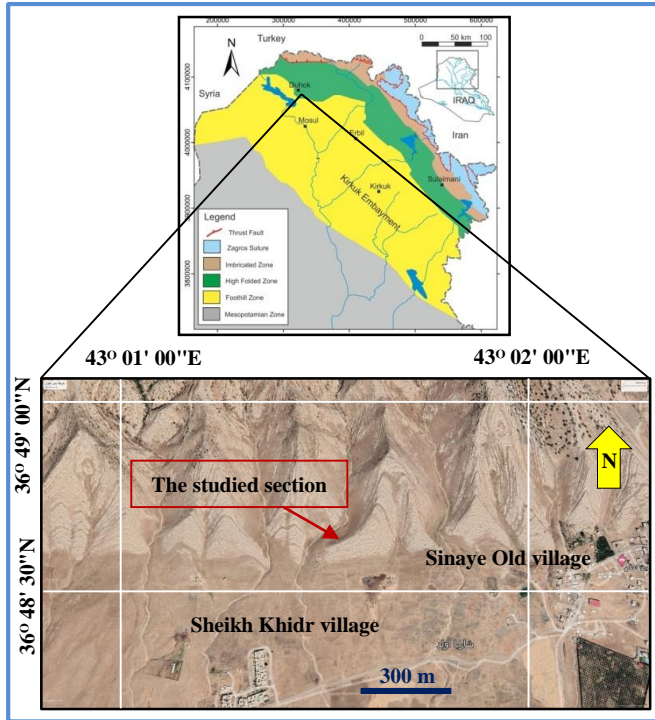 200000 300000 400000 500000 600000
Turkey
0 50 km 100
N
4100000
Duhok
Syria
IRAQ
Mosul
Erbil
Iran
4000000
Sulaimani
Kirkuk
Kirkuk Embayment
3900000
Legend
Thrust Fault
Zagros Suture
Imbricated Zone
3800000
High Folded Zone
Foothill Zone
Mesopotamian Zone
43º 01' 00"E 43º 02' 00"E
36º 49' 00"N
N
The studied section
Sinaye Old village
36º 48' 30"N
Sheikh Khidr village
300 m